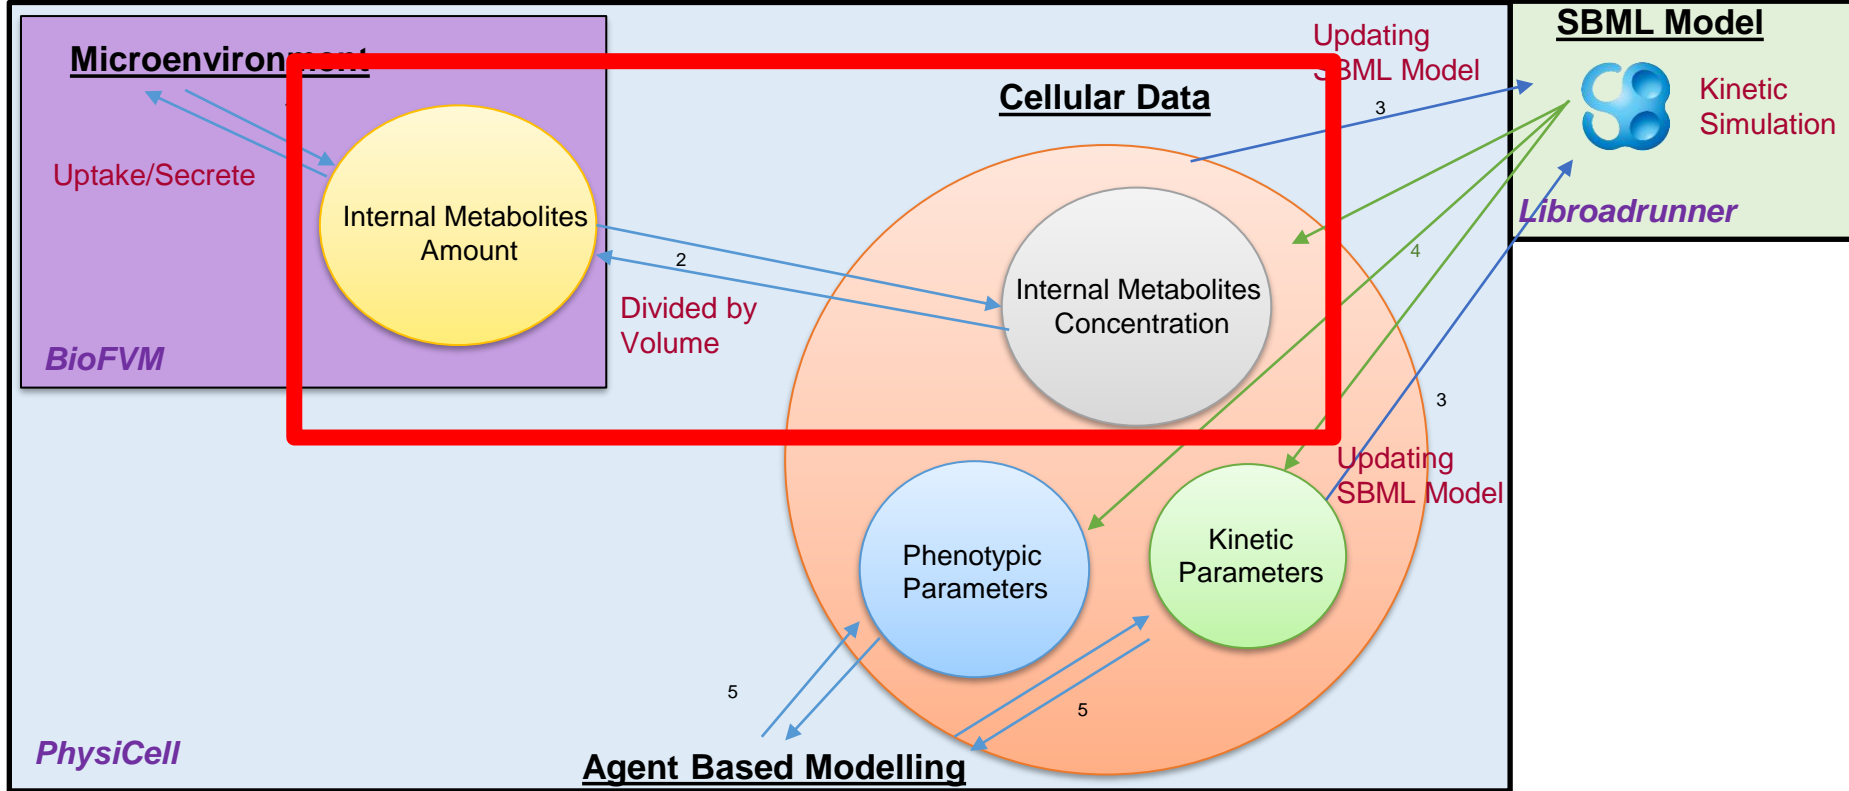 Microenvironment
Uptake/Secrete
Internal Metabolites
Amount
BioFVM
2
Divided by
Volume
Cellular Data
Internal Metabolites
Concentration
Updating
SBML Model
3
SBML Model
Kinetic
Simulation
Libroadrunner
4
3
Updating
SBML Model
Phenotypic
Parameters
Kinetic
Parameters
5
5
PhysiCell
Agent Based Modelling